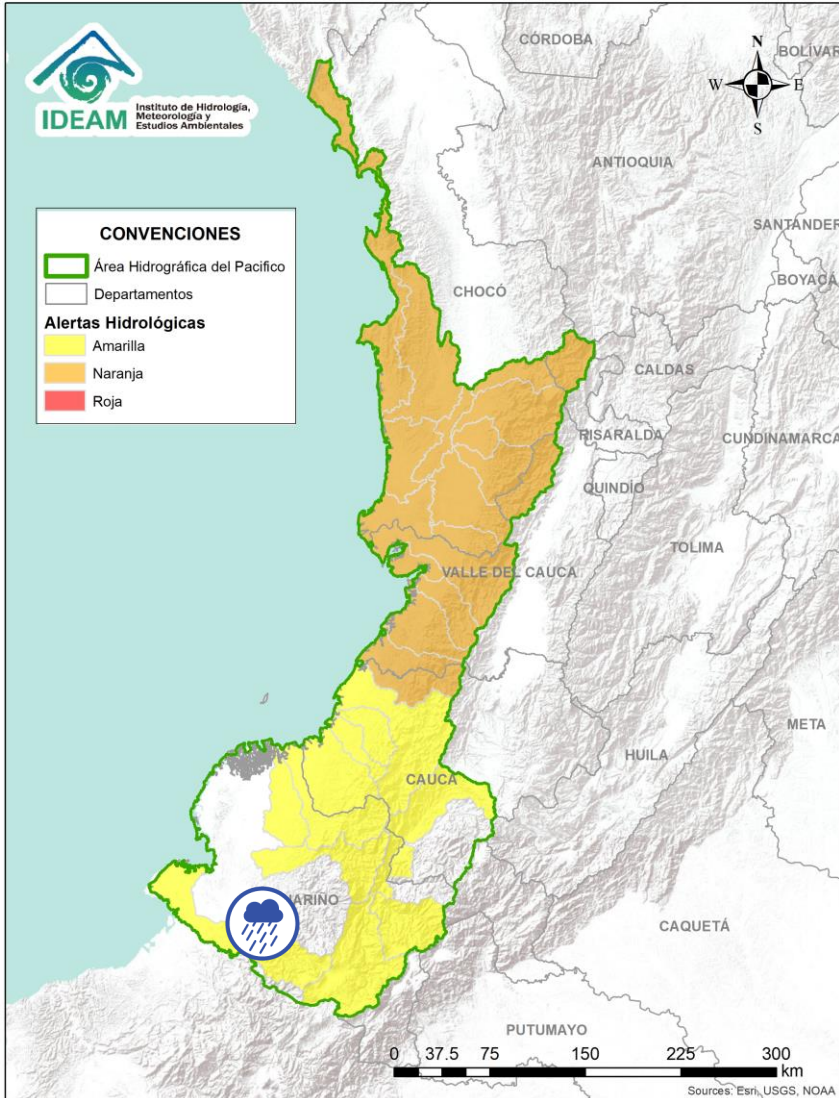 IDEAM
Instituto de Hidrología,
Meteorología y
Estudios Ambientales
CÓRDOBA
BOLÍVAR
N
W
E
S
ANTIOQUIA
SANTANDER
BOYACÁ
CONVENCIONES
Área Hidrográfica del Pacifico
Departamentos
Alertas Hidrológicas
Amarilla
Naranja
Roja
CHOCÓ
CALDAS
RISARALDA
CUNDINAMARCA
QUINDÍO
TOLIMA
VALLE DEL CAUCA
META
HUILA
CAUCA
ARIÑO
CAQUETÁ
PUTUMAYO
0 37.5 75 150 225 300
km
Sources: Esri, USGS, NOAA